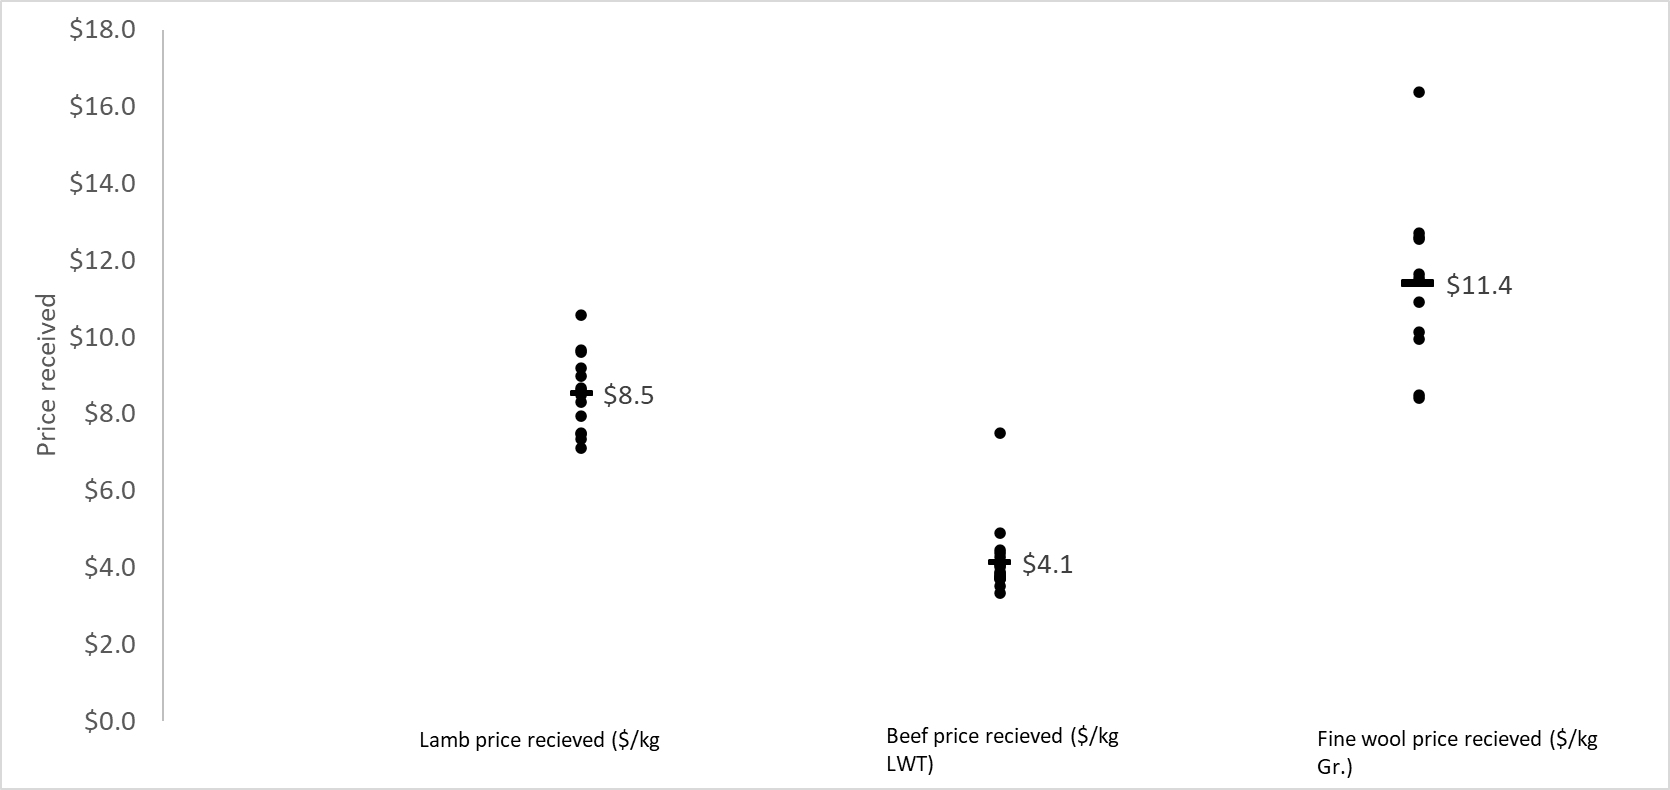 $18.0
$16.0
$14.0
$12.0
$10.0
$8.0
$6.0
$4.0
$2.0
$0.0
Price received
$8.5
$4.1
$11.4
Lamb price recieved ($/kg
Beef price recieved ($/kg
LWT)
Fine wool price recieved ($/kg
Gr.)